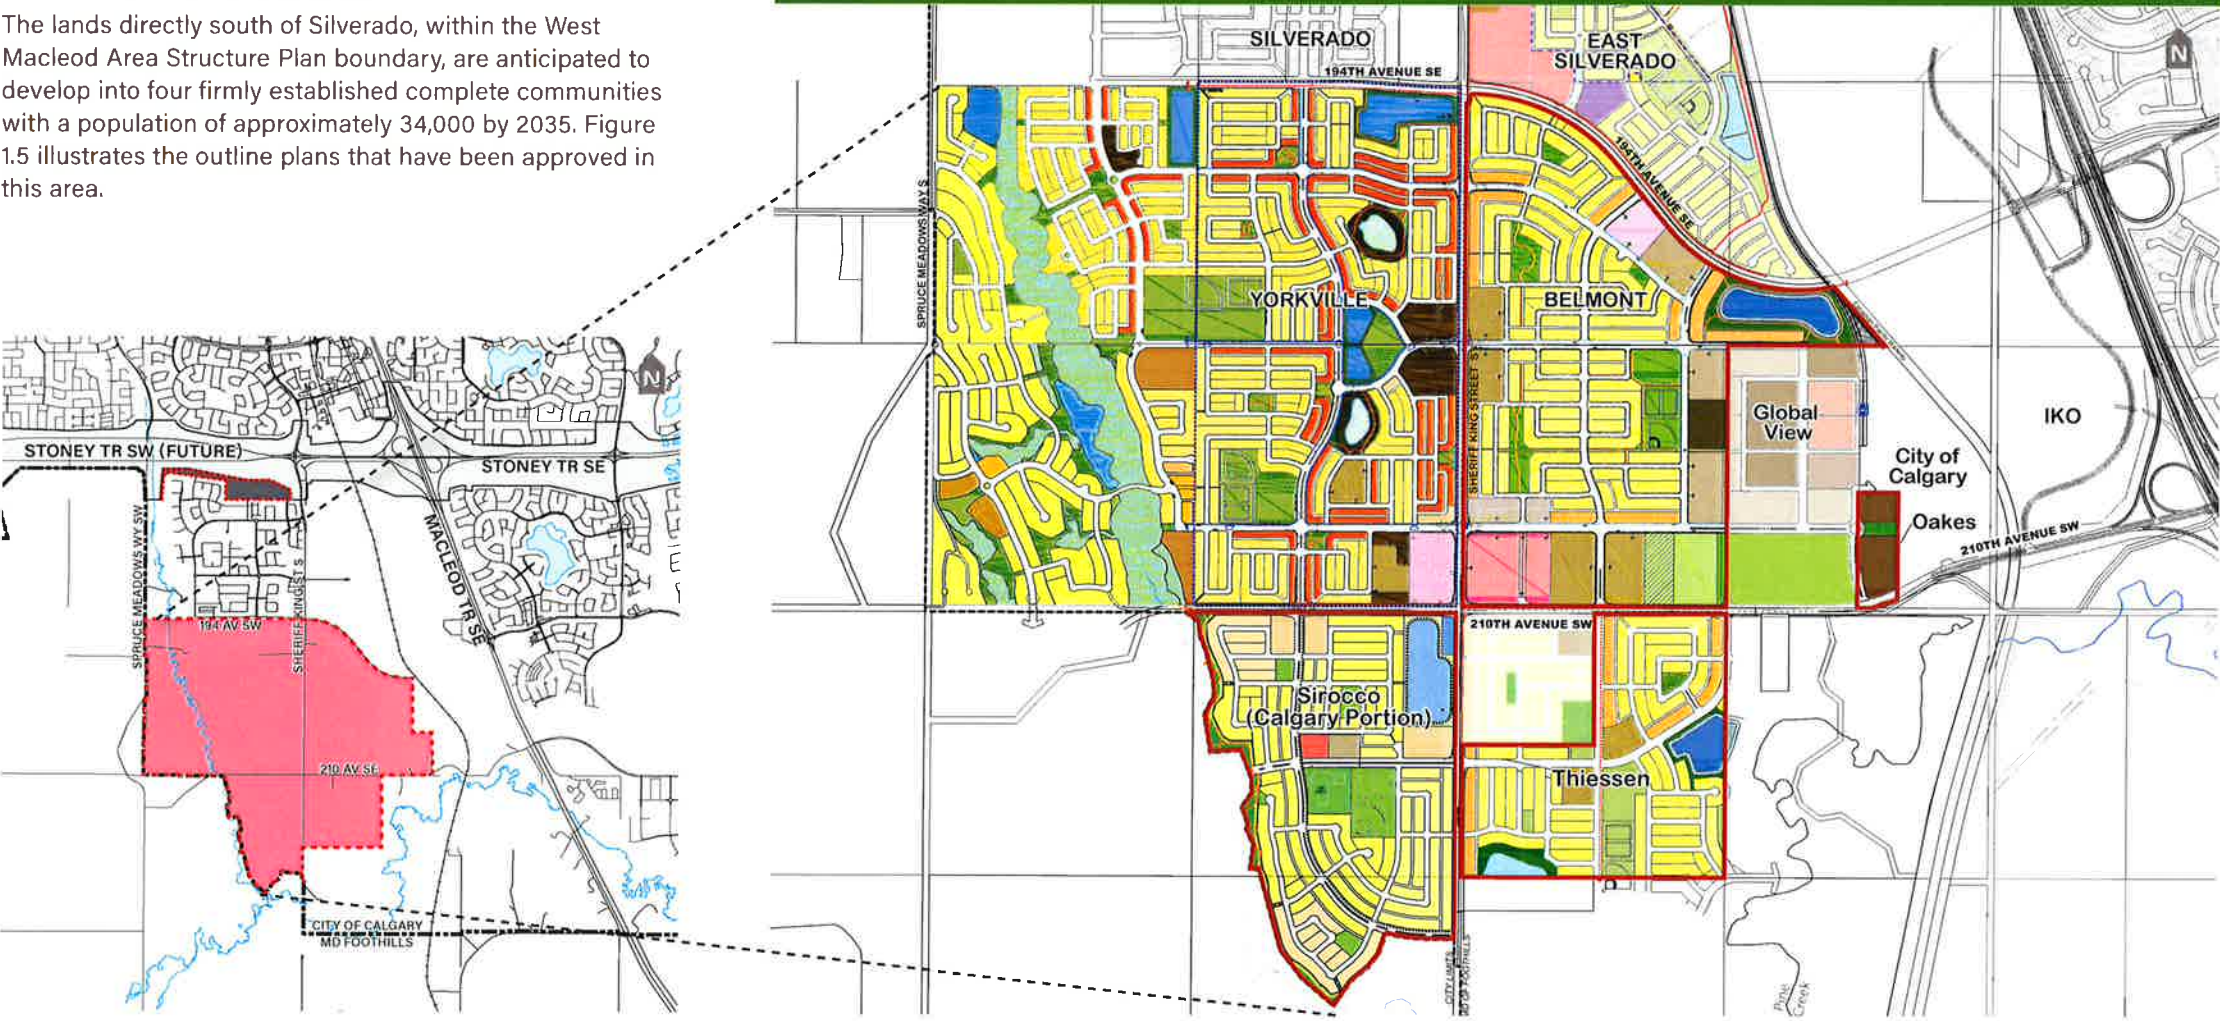 The lands directly south of Silverado, within the West
Macleod Area Structure Plan boundary, are anticipated to
develop into four firmly established complete communities
with a population of approximately 34,000 by 2035. Figure
1.5 illustrates the outline plans that have been approved in
this area.
N
STONEY TR SW (FUTURE)
STONEY TR SE
MACLEOD TR SE
SPRUCE MEADOWS WY SW
SHERIFF KING ST S
194 AV SW
210 AV SE
CITY OF CALGARY
MD FOOTHILLS
SILVERADO
194TH AVENUE SE
EAST
SILVERADO
N
194TH AVENUE SE
SPRUCE MEADOWS WAY S
YORKVILLE
BELMONT
SHERIFF KING STREET S
Global
View
IKO
City of
Calgary
Oakes
210TH AVENUE SW
210TH AVENUE SW
Sirocco
(Calgary Portion)
Thiessen
CITY LIMITS
MD OF FOOTHILLS
Pine
Creek